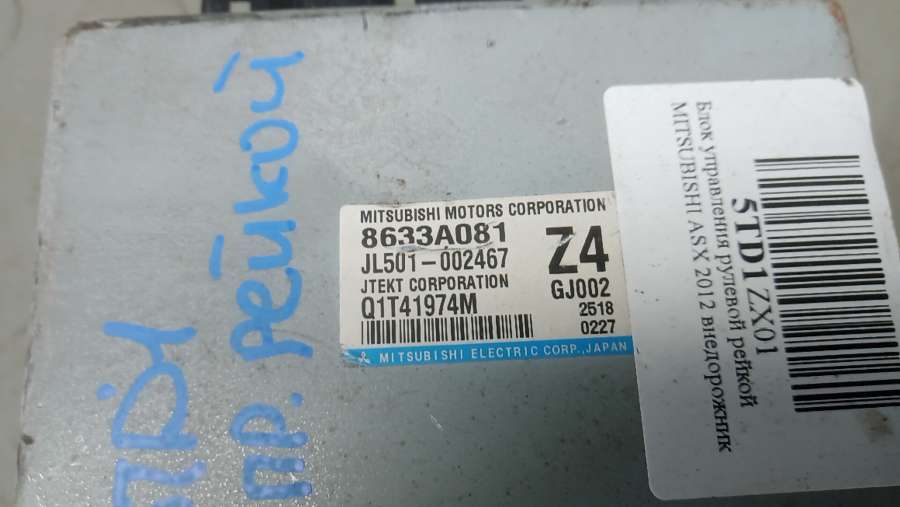 MITSUBISHI MOTORS CORPORATION
8633A081
JL501-002467
Z4
JTEKT CORPORATION
GJ002
Q1T41974M
2518
0227
MITSUBISHI ELECTRIC CORP., JAPAN
5TD1ZX01
Блок управления рулевой рейкой
MITSUBISHI ASX 2012 внедорожник
пр. рейкой